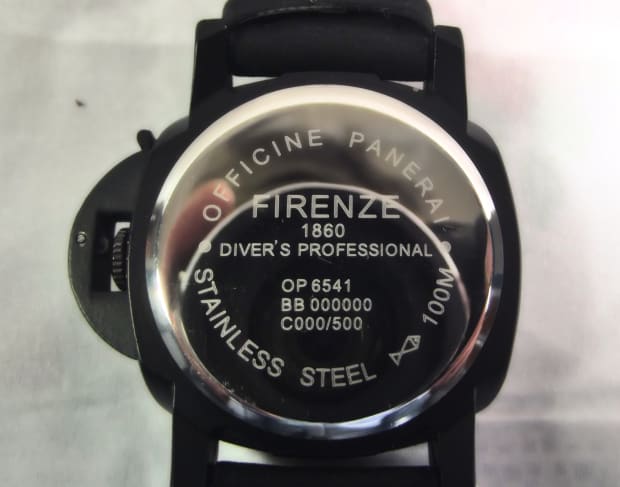 OFFICINE PANERAI
FIRENZE
1860
DIVER'S PROFESSIONAL
OP 6541
BB 000000
C000/500
STAINLESS STEEL 100M